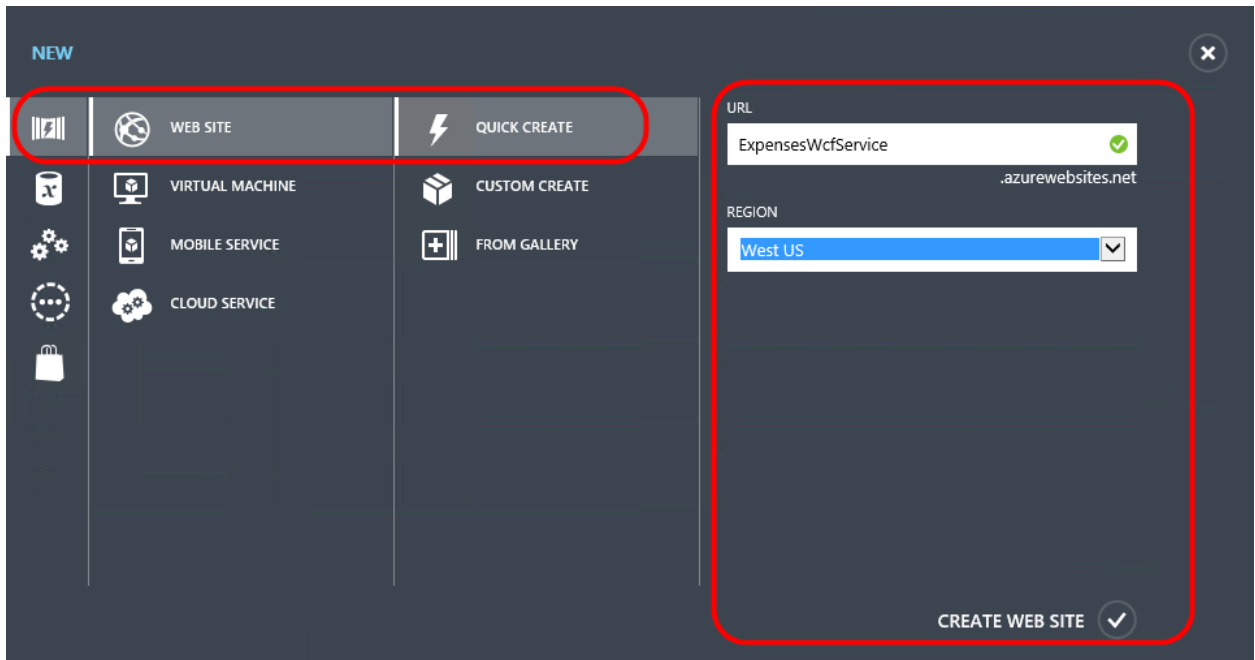 NEW
WEB SITE
VIRTUAL MACHINE
MOBILE SERVICE
CLOUD SERVICE
QUICK CREATE
CUSTOM CREATE
FROM GALLERY
URL
ExpensesWcfService
.azurewebsites.net
REGION
West US
CREATE WEB SITE